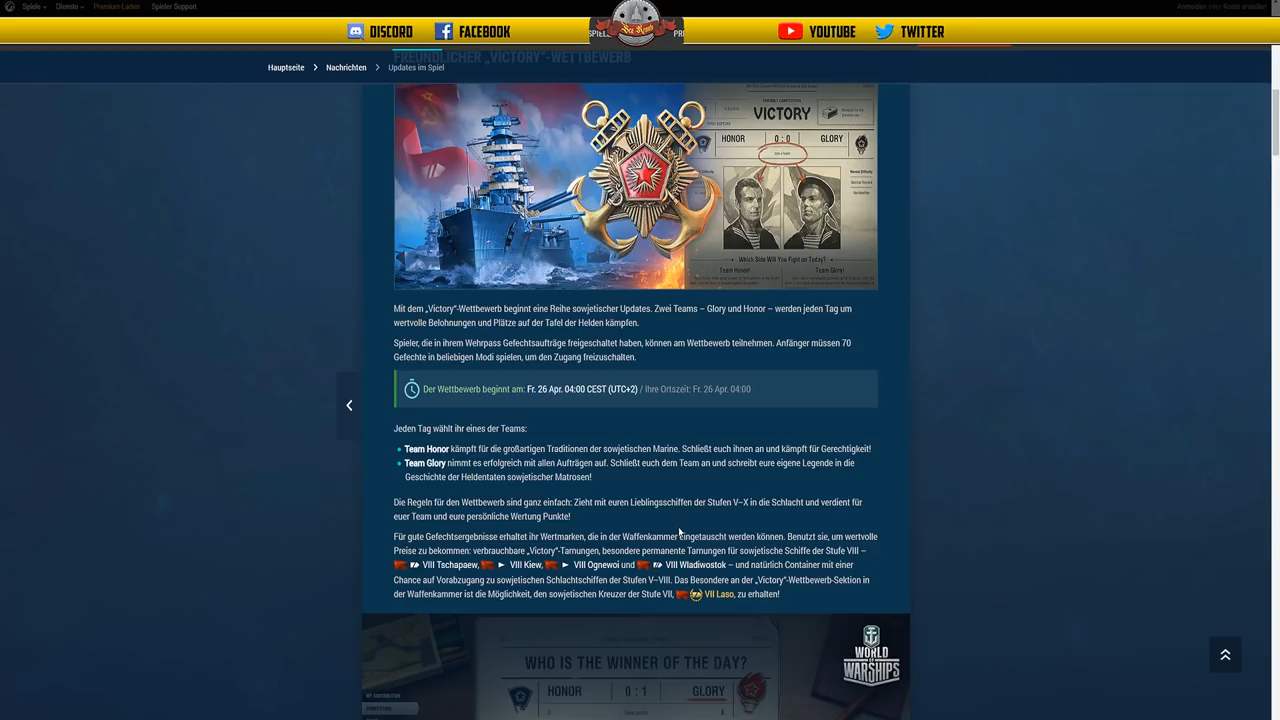 Spiele
Dienste
Premium-Laden
Spieler Support
Anmelden oder Konto erstellen
DISCORD
FACEBOOK
YOUTUBE
TWITTER
FREUNDLICHER „VICTORY“-WETTBEWERB
Hauptseite
Nachrichten
Updates im Spiel
VICTORY
HONOR 0:0 GLORY
Which Side Will You Fight on Today?
Team Honor! Team Glory!
Mit dem „Victory“-Wettbewerb beginnt eine Reihe sowjetischer Updates. Zwei Teams – Glory und Honor – werden jeden Tag um
wertvolle Belohnungen und Plätze auf der Tafel der Helden kämpfen.
Spieler, die in ihrem Wehrpass Gefechtsaufträge freigeschaltet haben, können am Wettbewerb teilnehmen. Anfänger müssen 70
Gefechte in beliebigen Modi spielen, um den Zugang freizuschalten.
Der Wettbewerb beginnt am: Fr. 26 Apr. 04:00 CEST (UTC+2) / Ihre Ortszeit: Fr. 26 Apr. 04:00
Jeden Tag wählt ihr eines der Teams:
Team Honor kämpft für die großartigen Traditionen der sowjetischen Marine. Schließt euch ihnen an und kämpft für Gerechtigkeit!
Team Glory nimmt es erfolgreich mit allen Aufträgen auf. Schließt euch dem Team an und schreibt eure eigene Legende in die
Geschichte der Heldentaten sowjetischer Matrosen!
Die Regeln für den Wettbewerb sind ganz einfach: Zieht mit euren Lieblingsschiffen der Stufen V–X in die Schlacht und verdient für
euer Team und eure persönliche Wertung Punkte!
Für gute Gefechtsergebnisse erhaltet ihr Wertmarken, die in der Waffenkammer eingetauscht werden können. Benutzt sie, um wertvolle
Preise zu bekommen: verbrauchbare „Victory“-Tarnungen, besondere permanente Tarnungen für sowjetische Schiffe der Stufe VIII –
VIII Tschapaew, VIII Kiew, VIII Ognewoi und VIII Wladiwostok – und natürlich Container mit einer
Chance auf Vorabzugang zu sowjetischen Schlachtschiffen der Stufen V–VIII. Das Besondere an der „Victory“-Wettbewerb-Sektion in
der Waffenkammer ist die Möglichkeit, den sowjetischen Kreuzer der Stufe VII, VII Laso, zu erhalten!
WHO IS THE WINNER OF THE DAY?
HONOR 0:1 GLORY
MY CONTRIBUTION
COMPETITION
WORLD
OF
WARSHIPS